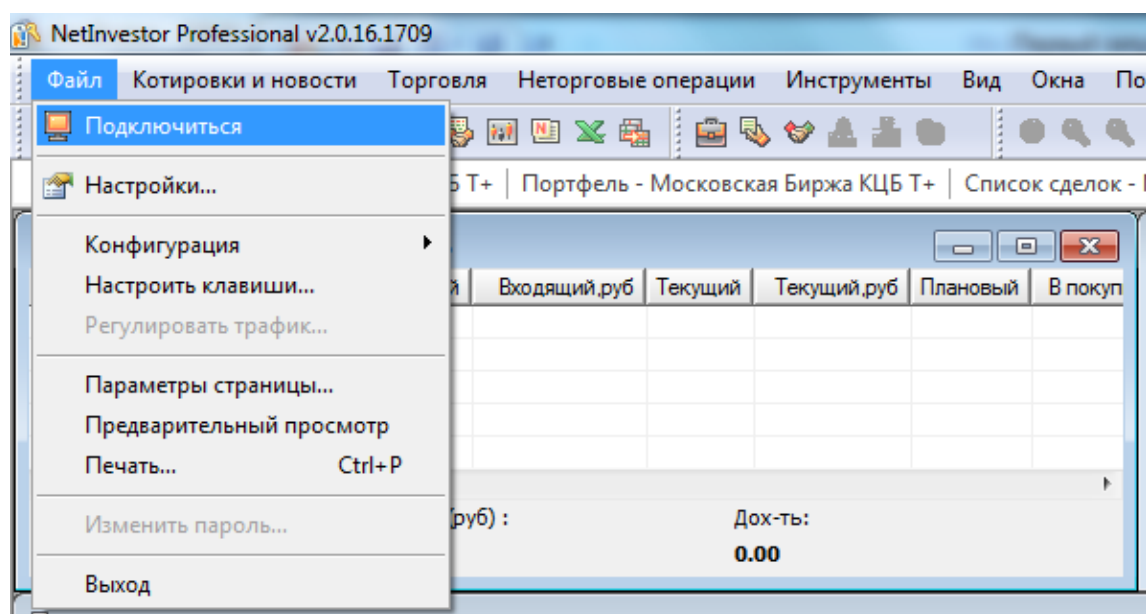 NetInvestor Professional v2.0.16.1709
Файл Котировки и новости Торговля Неторговые операции Инструменты Вид Окна По
Подключиться
Настройки...
Т+ Портфель - Московская Биржа КЦБ Т+ Список сделок -
Конфигурация
Настроить клавиши...
Регулировать трафик...
Параметры страницы...
Предварительный просмотр
Печать... Ctrl+P
Изменить пароль...
Выход
й Входящий,руб Текущий Текущий,руб Плановый В покуп
(руб) : Дох-ть:
0.00